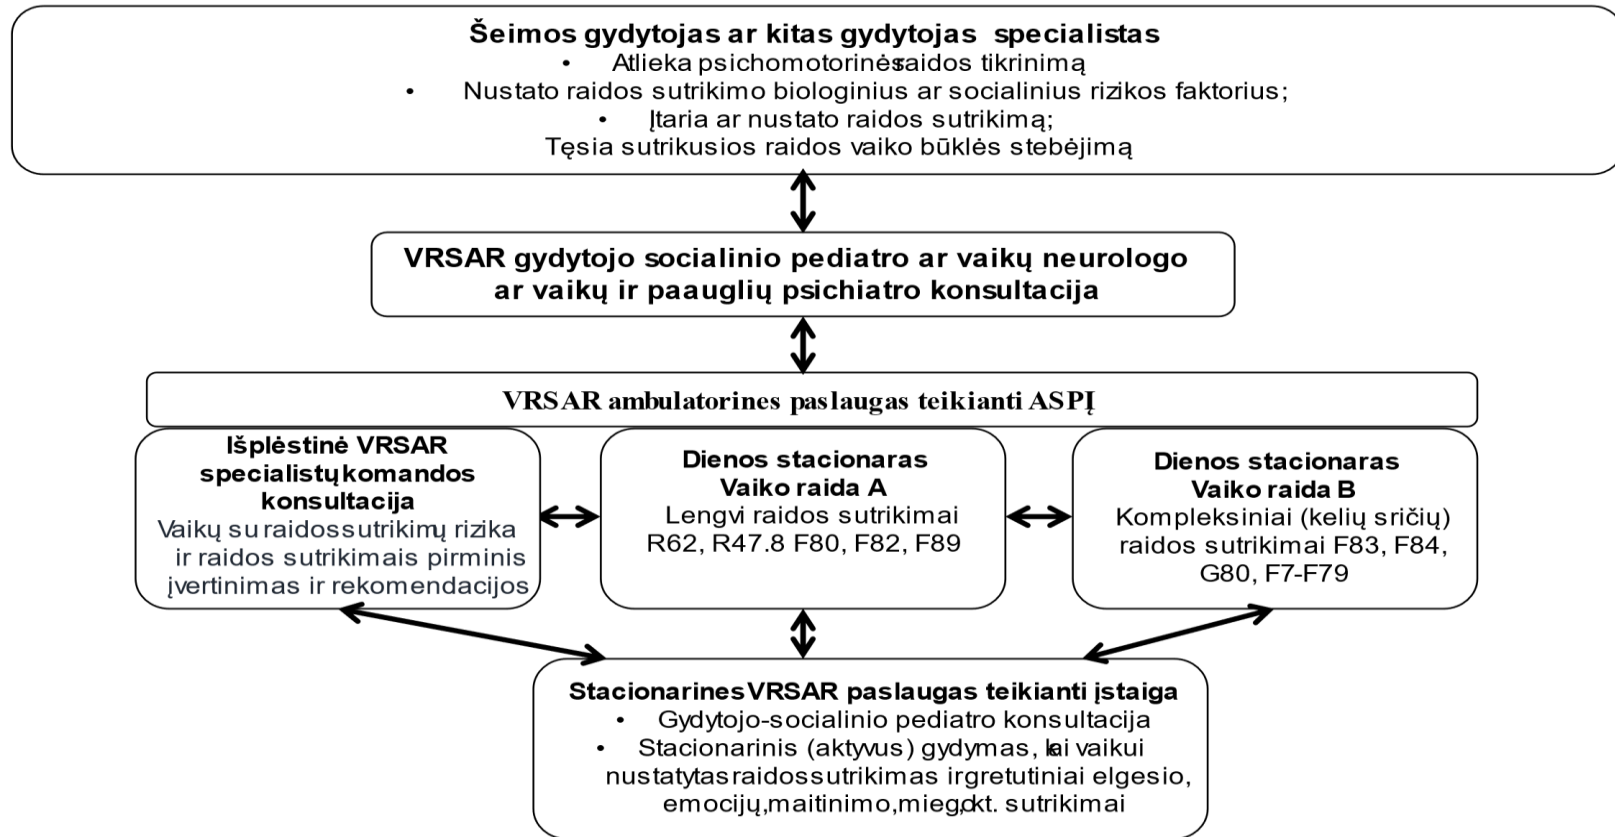 Šeimos gydytojas ar kitas gydytojas specialistas
• Atlieka psichomotorinės raidos tikrinimą
• Nustato raidos sutrikimo biologinius ar socialinius rizikos faktorius;
• Įtaria ar nustato raidos sutrikimą;
Tęsia sutrikusios raidos vaiko būklės stebėjimą
VRSAR gydytojo socialinio pediatro ar vaikų neurologo
ar vaikų ir paauglių psichiatro konsultacija
VRSAR ambulatorines paslaugas teikianti ASPĮ
Išplėstinė VRSAR
specialistų komandos
konsultacija
Vaikų su raidos sutrikimų rizika
ir raidos sutrikimais pirminis
įvertinimas ir rekomendacijos
Dienos stacionaras
Vaiko raida A
Lengvi raidos sutrikimai
R62, R47.8 F80, F82, F89
Dienos stacionaras
Vaiko raida B
Kompleksiniai (kelių sričių)
raidos sutrikimai F83, F84,
G80, F7-F79
Stacionarines VRSAR paslaugas teikianti įstaiga
• Gydytojo-socialinio pediatro konsultacija
• Stacionarinis (aktyvus) gydymas, kai vaikui
nustatytas raidos sutrikimas ir gretutiniai elgesio,
emocijų, maitinimo, miego, kt. sutrikimai